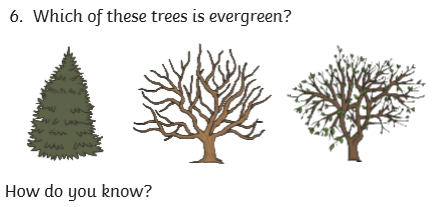 6. Which of these trees is evergreen?
How do you know?